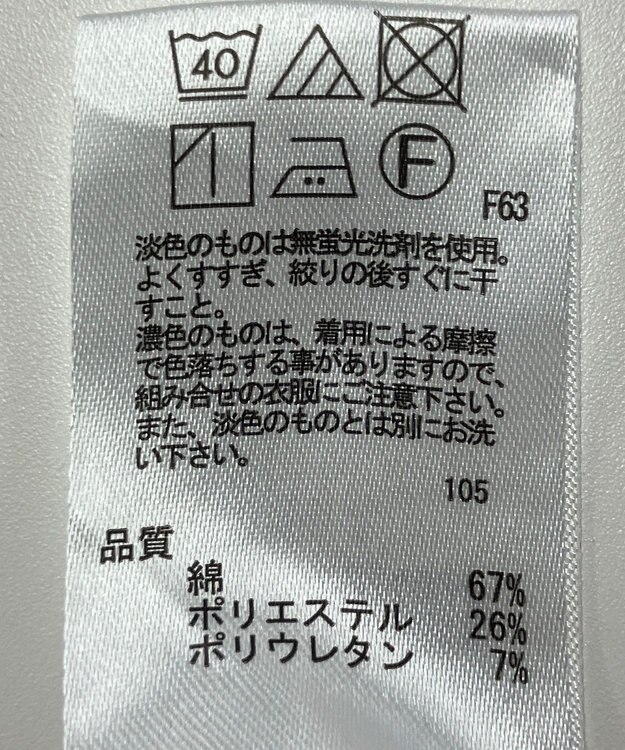 40
F
F63
淡色のものは無蛍光洗剤を使用。
よくすすぎ、絞りの後すぐに干
すこと。
濃色のものは、着用による摩擦
で色落ちする事がありますので、
組み合せの衣服にご注意下さい。
また、淡色のものとは別にお洗
い下さい。
105
品質
綿 67%
ポリエステル 26%
ポリウレタン 7%